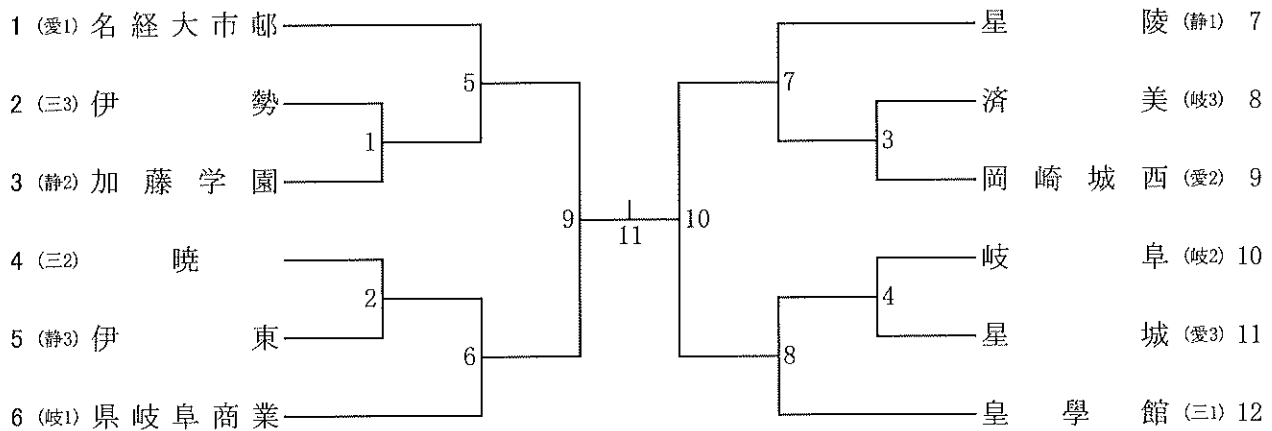 1 (愛1) 名経大市邨
2 (三3) 伊勢
3 (静2) 加藤学園
4 (三2) 暁
5 (静3) 伊東
6 (岐1) 県岐阜商業
5
1
2
6
9
11
10
7
3
4
8
星陵 (静1) 7
済美 (岐3) 8
岡崎城西 (愛2) 9
岐阜 (岐2) 10
星城 (愛3) 11
皇學館 (三1) 12